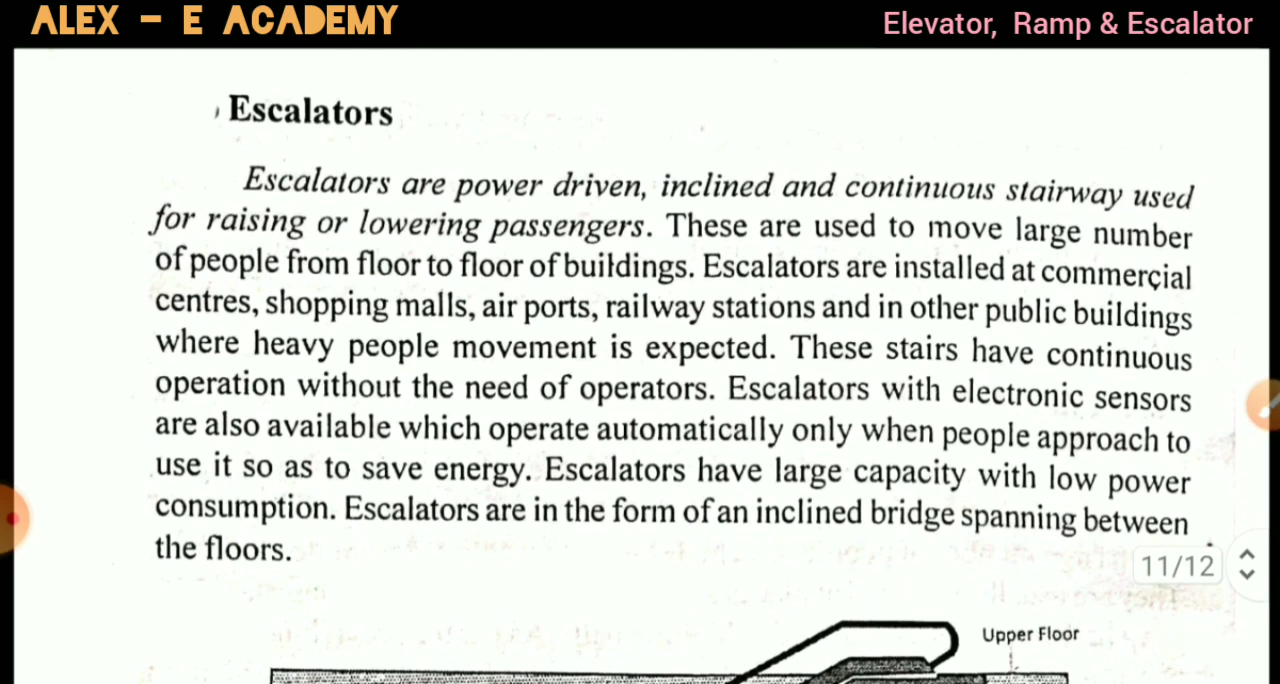 ALEX - E ACADEMY
Elevator, Ramp & Escalator
Escalators
Escalators are power driven, inclined and continuous stairway used
for raising or lowering passengers. These are used to move large number
of people from floor to floor of buildings. Escalators are installed at commercial
centres, shopping malls, air ports, railway stations and in other public buildings
where heavy people movement is expected. These stairs have continuous
operation without the need of operators. Escalators with electronic sensors
are also available which operate automatically only when people approach to
use it so as to save energy. Escalators have large capacity with low power
consumption. Escalators are in the form of an inclined bridge spanning between
the floors.
11/12
Upper Floor